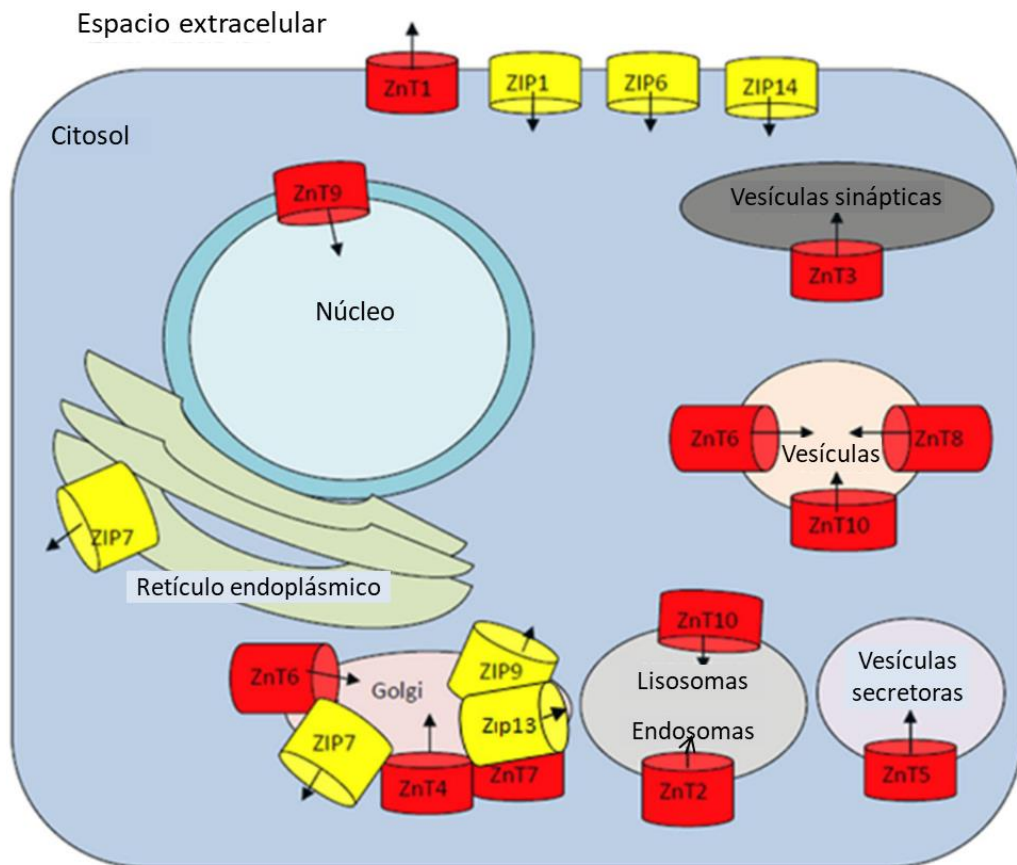 Espacio extracelular
ZnT1
ZIP1
ZIP6
ZIP14
Citosol
ZnT9
Vesículas sinápticas
ZnT3
Núcleo
ZnT6
ZnT8
Vesículas
ZnT10
ZIP7
Retículo endoplásmico
ZnT10
ZnT6
ZIP9
Golgi
Lisosomas
Vesículas
secretoras
Zip13
Endosomas
ZIP7
ZnT4
ZnT7
ZnT2
ZnT5